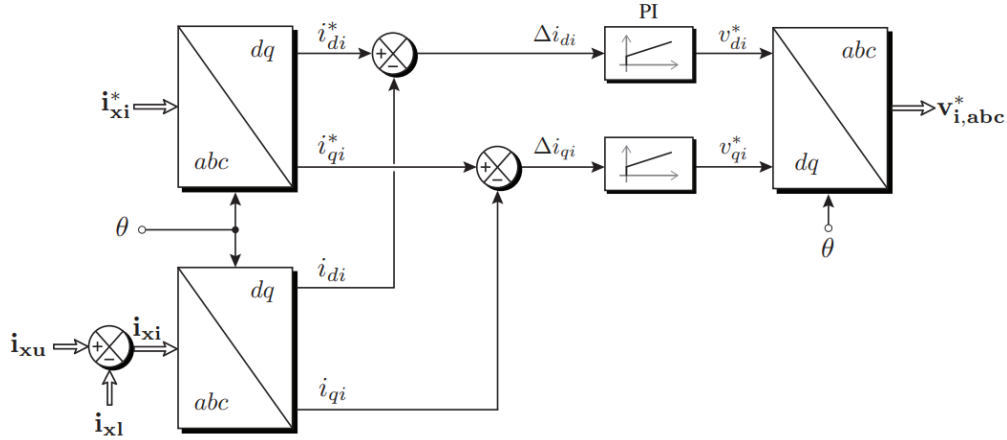 PI
dq
i*di
+
−
Δidi
v*di
abc
i*xi
v*i,abc
abc
i*qi
+
−
Δiqi
v*qi
dq
θ
θ
dq
idi
ixu
+
−
ixi
abc
iqi
ixl